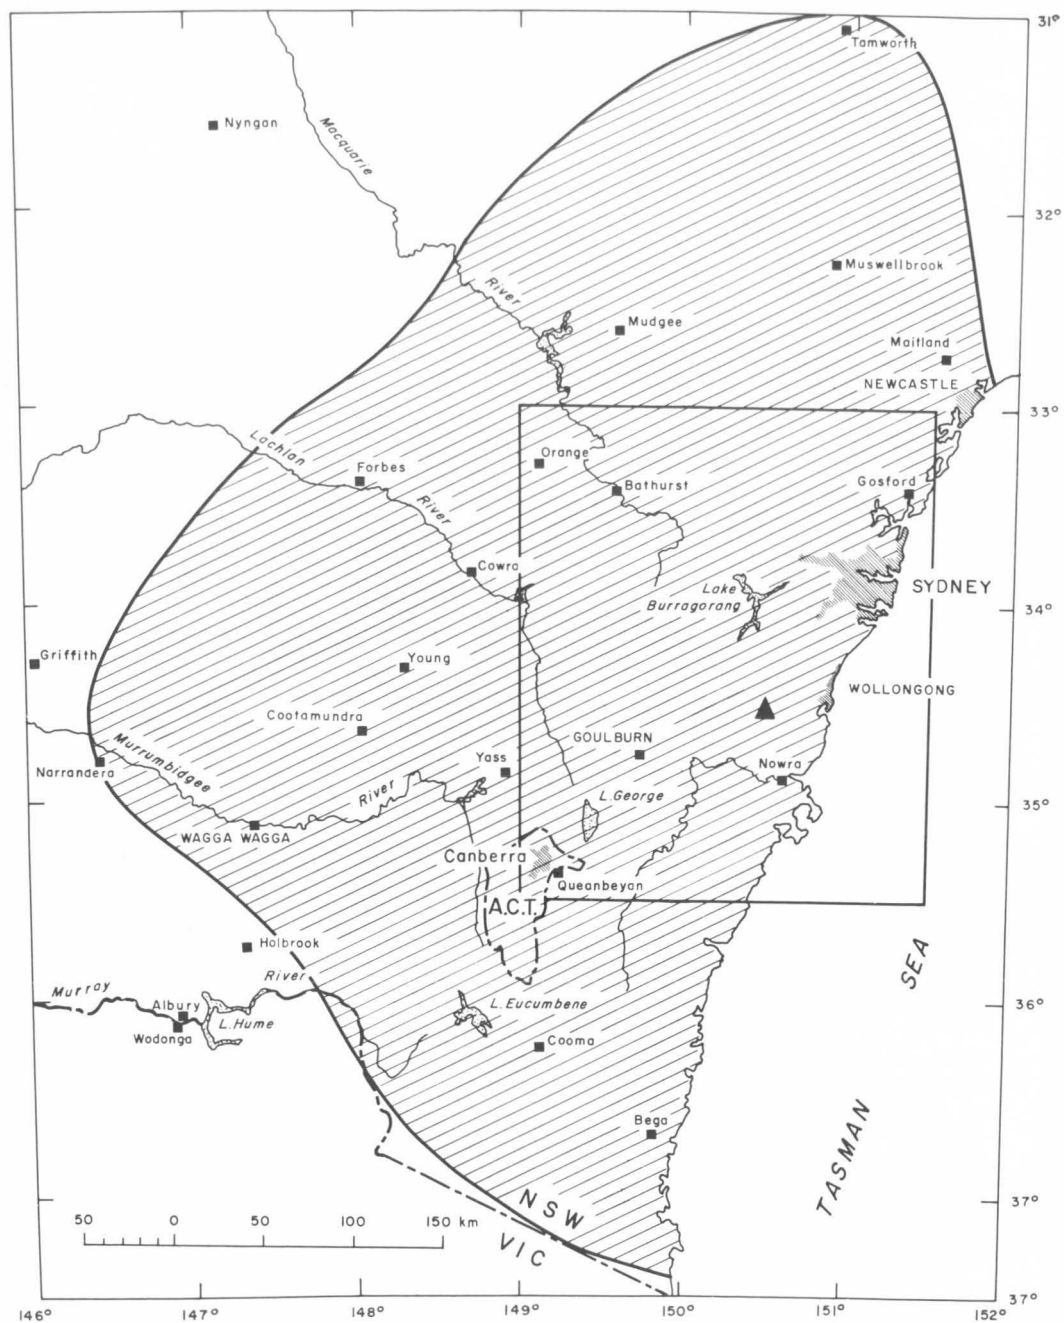 31°
Tamworth
Nyngan
Macquarie
32°
Muswellbrook
River
Mudgee
Maitland
NEWCASTLE
33°
Lachlan
Orange
Forbes
Bathurst
Gosford
River
Cowra
SYDNEY
Lake
Burragorang
34°
Griffith
Young
WOLLONGONG
Cootamundra
GOULBURN
Yass
Nowra
Narrandera
Murrumbidgee
River
L.George
35°
WAGGA WAGGA
Canberra
Queanbeyan
A.C.T.
Holbrook
SEA
River
Murray
Albury
L.Hume
L.Eucumbene
36°
Wodonga
Cooma
Bega
TASMAN
NSW
37°
50 0 50 100 150 km
VIC
37°
146° 147° 148° 149° 150° 151° 152°